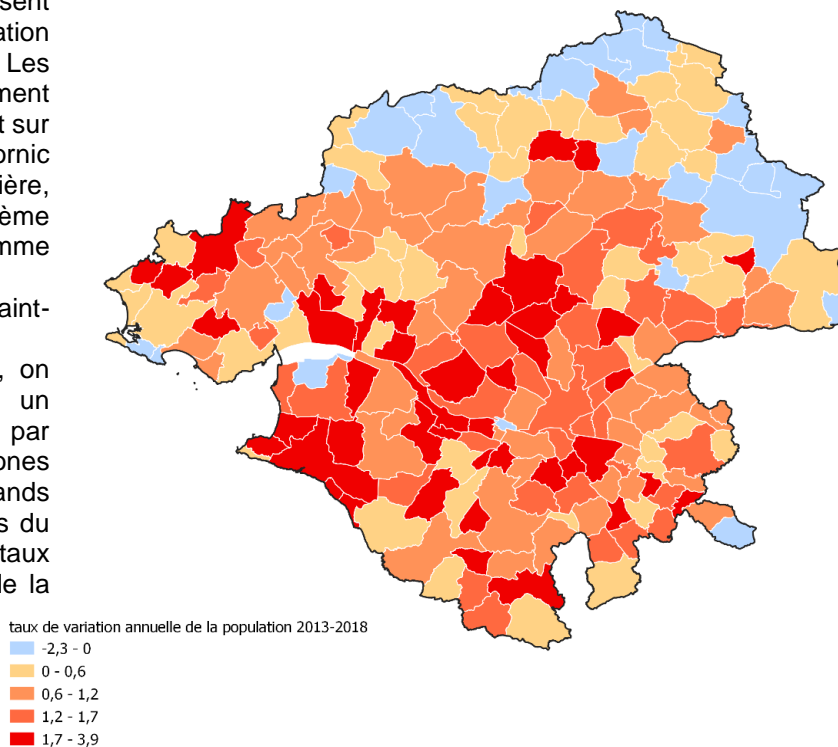 sent
ation
Les
ment
t sur
ornic
ière,
ème
mme
aint-
, on
un
par
ones
ands
s du
taux
de la
taux de variation annuelle de la population 2013-2018
-2,3 - 0
0 - 0,6
0,6 - 1,2
1,2 - 1,7
1,7 - 3,9